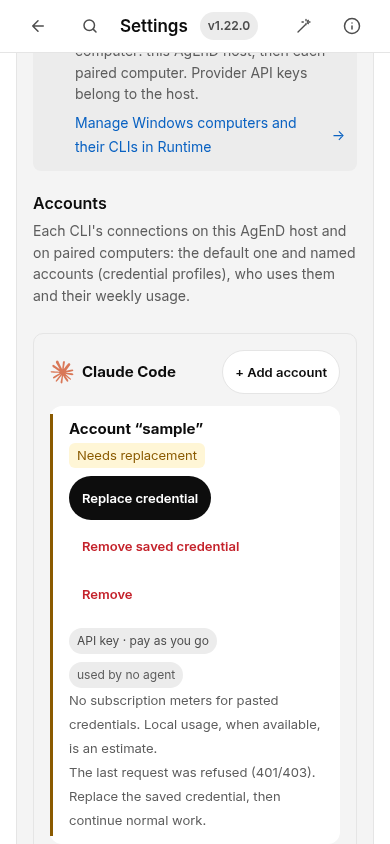 Settings
v1.22.0
computer: this AgEnD host, then each
paired computer. Provider API keys
belong to the host.
Manage Windows computers and
their CLIs in Runtime
→
Accounts
Each CLI's connections on this AgEnD host and
on paired computers: the default one and named
accounts (credential profiles), who uses them
and their weekly usage.
Claude Code
+ Add account
Account “sample”
Needs replacement
Replace credential
Remove saved credential
Remove
API key · pay as you go
used by no agent
No subscription meters for pasted
credentials. Local usage, when available,
is an estimate.
The last request was refused (401/403).
Replace the saved credential, then
continue normal work.